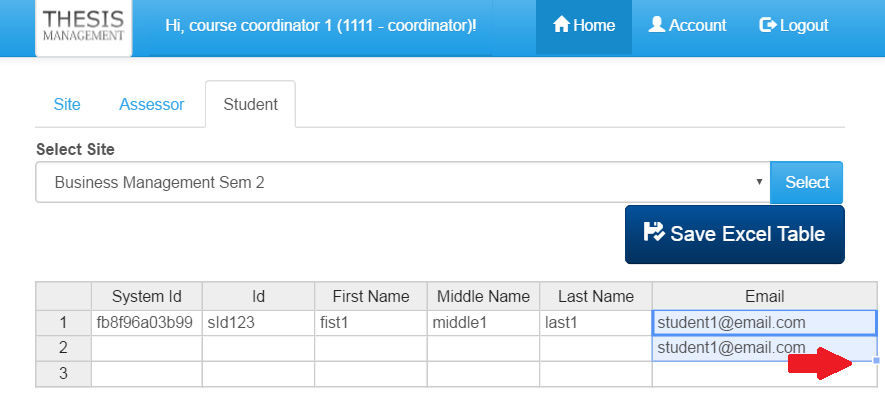 THESIS
MANAGEMENT
Hi, course coordinator 1 (1111 - coordinator)!
Home
Account
Logout
Site
Assessor
Student
Select Site
Business Management Sem 2
Select
Save Excel Table
System Id Id First Name Middle Name Last Name Email
1 fb8f96a03b99 sId123 fist1 middle1 last1 student1@email.com
2 student1@email.com
3